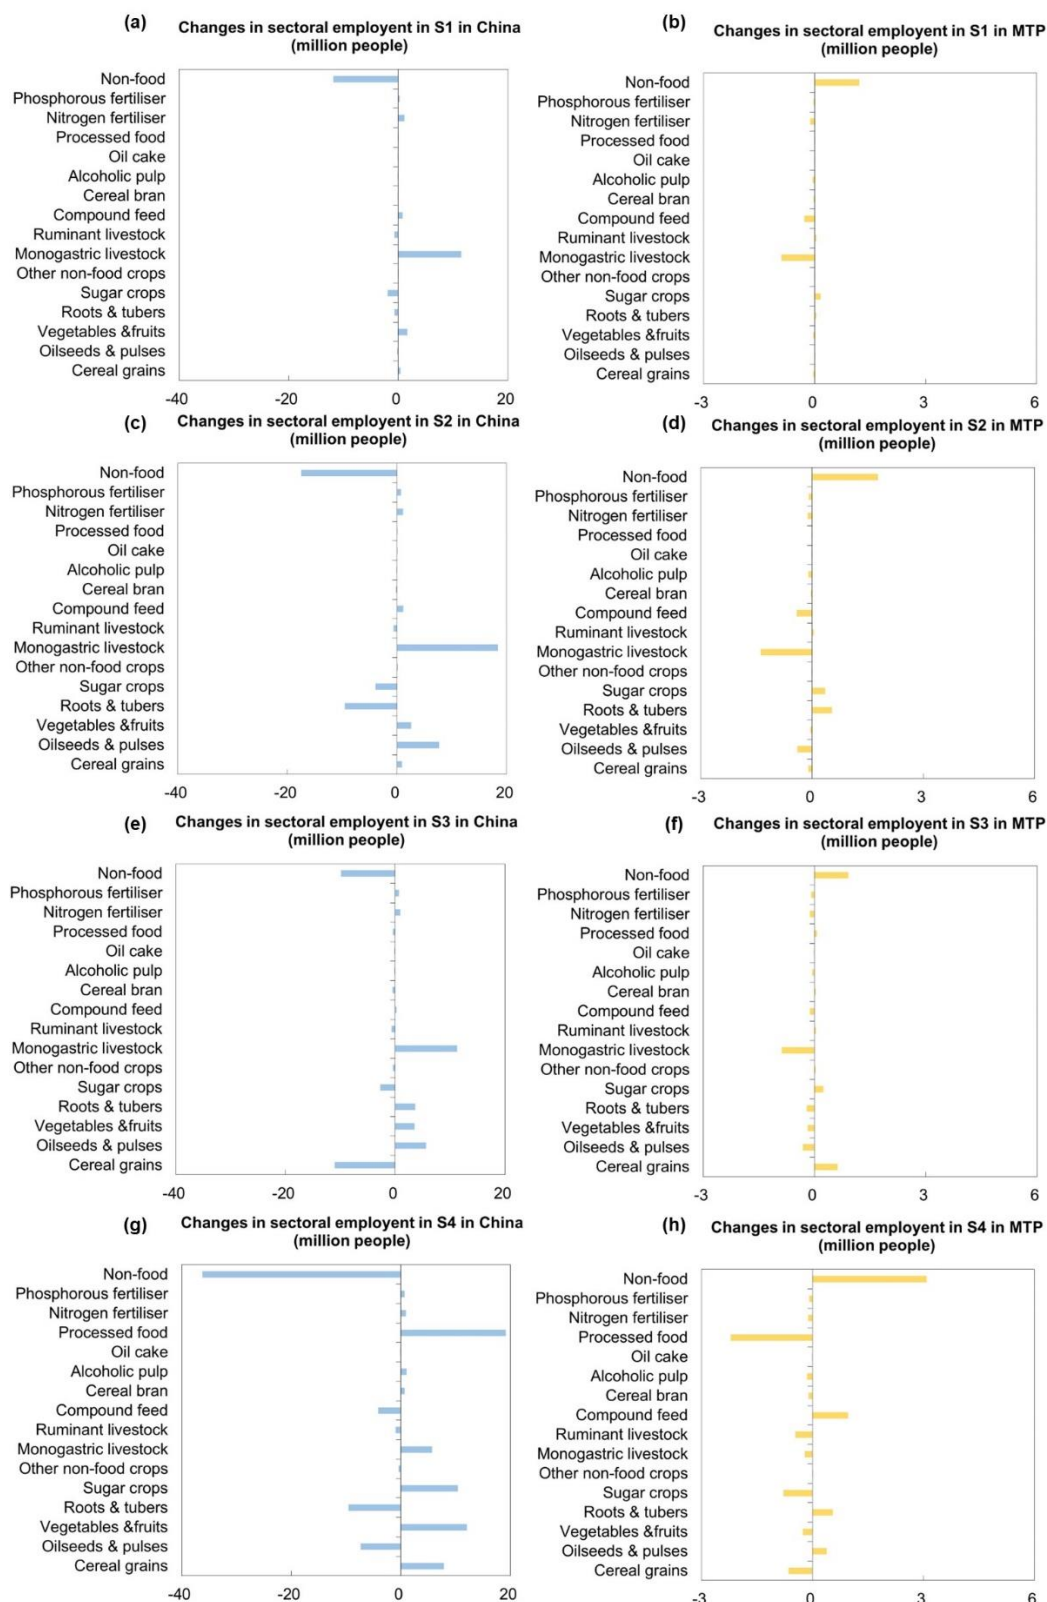 (a)
Changes in sectoral employent in S1 in China
(million people)
Non-food
Phosphorous fertiliser
Nitrogen fertiliser
Processed food
Oil cake
Alcoholic pulp
Cereal bran
Compound feed
Ruminant livestock
Monogastric livestock
Other non-food crops
Sugar crops
Roots & tubers
Vegetables &fruits
Oilseeds & pulses
Cereal grains
-40 -20 0 20
(b)
Changes in sectoral employent in S1 in MTP
(million people)
Non-food
Phosphorous fertiliser
Nitrogen fertiliser
Processed food
Oil cake
Alcoholic pulp
Cereal bran
Compound feed
Ruminant livestock
Monogastric livestock
Other non-food crops
Sugar crops
Roots & tubers
Vegetables &fruits
Oilseeds & pulses
Cereal grains
-3 0 3 6
(c)
Changes in sectoral employent in S2 in China
(million people)
Non-food
Phosphorous fertiliser
Nitrogen fertiliser
Processed food
Oil cake
Alcoholic pulp
Cereal bran
Compound feed
Ruminant livestock
Monogastric livestock
Other non-food crops
Sugar crops
Roots & tubers
Vegetables &fruits
Oilseeds & pulses
Cereal grains
-40 -20 0 20
(d)
Changes in sectoral employent in S2 in MTP
(million people)
Non-food
Phosphorous fertiliser
Nitrogen fertiliser
Processed food
Oil cake
Alcoholic pulp
Cereal bran
Compound feed
Ruminant livestock
Monogastric livestock
Other non-food crops
Sugar crops
Roots & tubers
Vegetables &fruits
Oilseeds & pulses
Cereal grains
-3 0 3 6
(e)
Changes in sectoral employent in S3 in China
(million people)
Non-food
Phosphorous fertiliser
Nitrogen fertiliser
Processed food
Oil cake
Alcoholic pulp
Cereal bran
Compound feed
Ruminant livestock
Monogastric livestock
Other non-food crops
Sugar crops
Roots & tubers
Vegetables &fruits
Oilseeds & pulses
Cereal grains
-40 -20 0 20
(f)
Changes in sectoral employent in S3 in MTP
(million people)
Non-food
Phosphorous fertiliser
Nitrogen fertiliser
Processed food
Oil cake
Alcoholic pulp
Cereal bran
Compound feed
Ruminant livestock
Monogastric livestock
Other non-food crops
Sugar crops
Roots & tubers
Vegetables &fruits
Oilseeds & pulses
Cereal grains
-3 0 3 6
(g)
Changes in sectoral employent in S4 in China
(million people)
Non-food
Phosphorous fertiliser
Nitrogen fertiliser
Processed food
Oil cake
Alcoholic pulp
Cereal bran
Compound feed
Ruminant livestock
Monogastric livestock
Other non-food crops
Sugar crops
Roots & tubers
Vegetables &fruits
Oilseeds & pulses
Cereal grains
-40 -20 0 20
(h)
Changes in sectoral employent in S4 in MTP
(million people)
Non-food
Phosphorous fertiliser
Nitrogen fertiliser
Processed food
Oil cake
Alcoholic pulp
Cereal bran
Compound feed
Ruminant livestock
Monogastric livestock
Other non-food crops
Sugar crops
Roots & tubers
Vegetables &fruits
Oilseeds & pulses
Cereal grains
-3 0 3 6